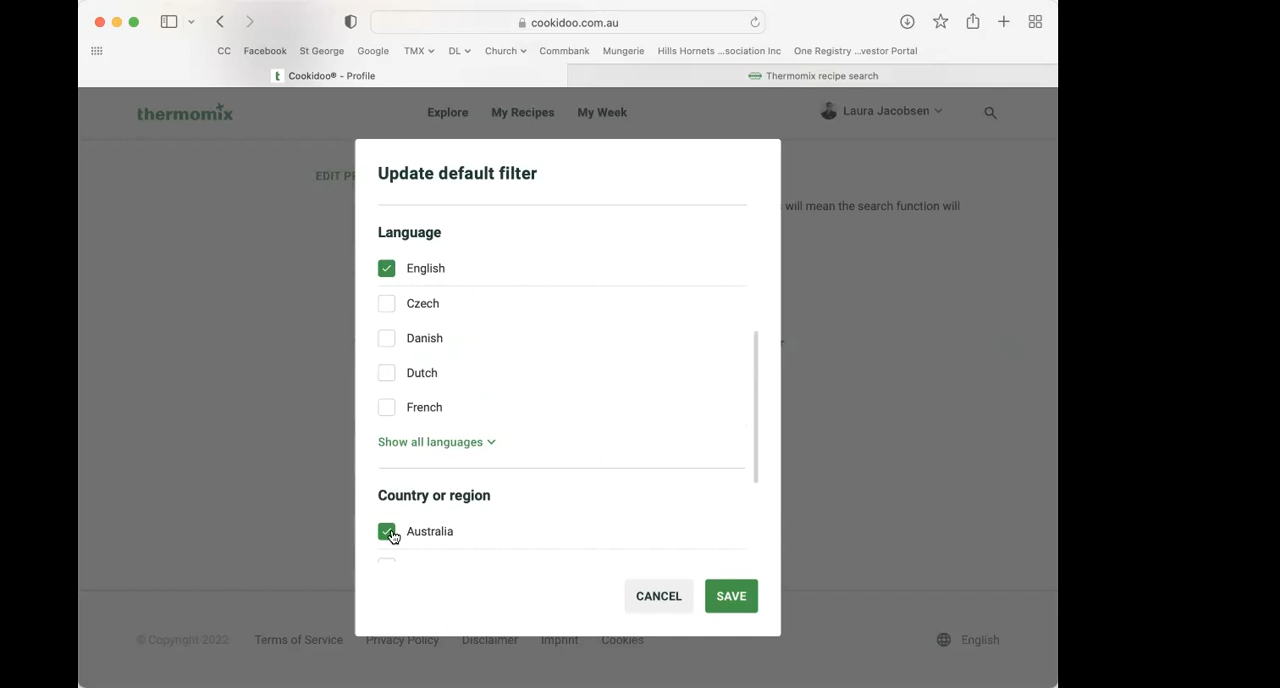 cookidoo.com.au
CC Facebook St George Google TMX DL Church Commbank Mungerie Hills Hornets ...sociation Inc One Registry ...vestor Portal
t Cookidoo® - Profile
Thermomix recipe search
thermomix Explore My Recipes My Week Laura Jacobsen
EDIT PR
will mean the search function will
Update default filter
Language
English
Czech
Danish
Dutch
French
Show all languages
Country or region
Australia
CANCEL SAVE
© Copyright 2022 Terms of Service Privacy Policy Disclaimer Imprint Cookies English